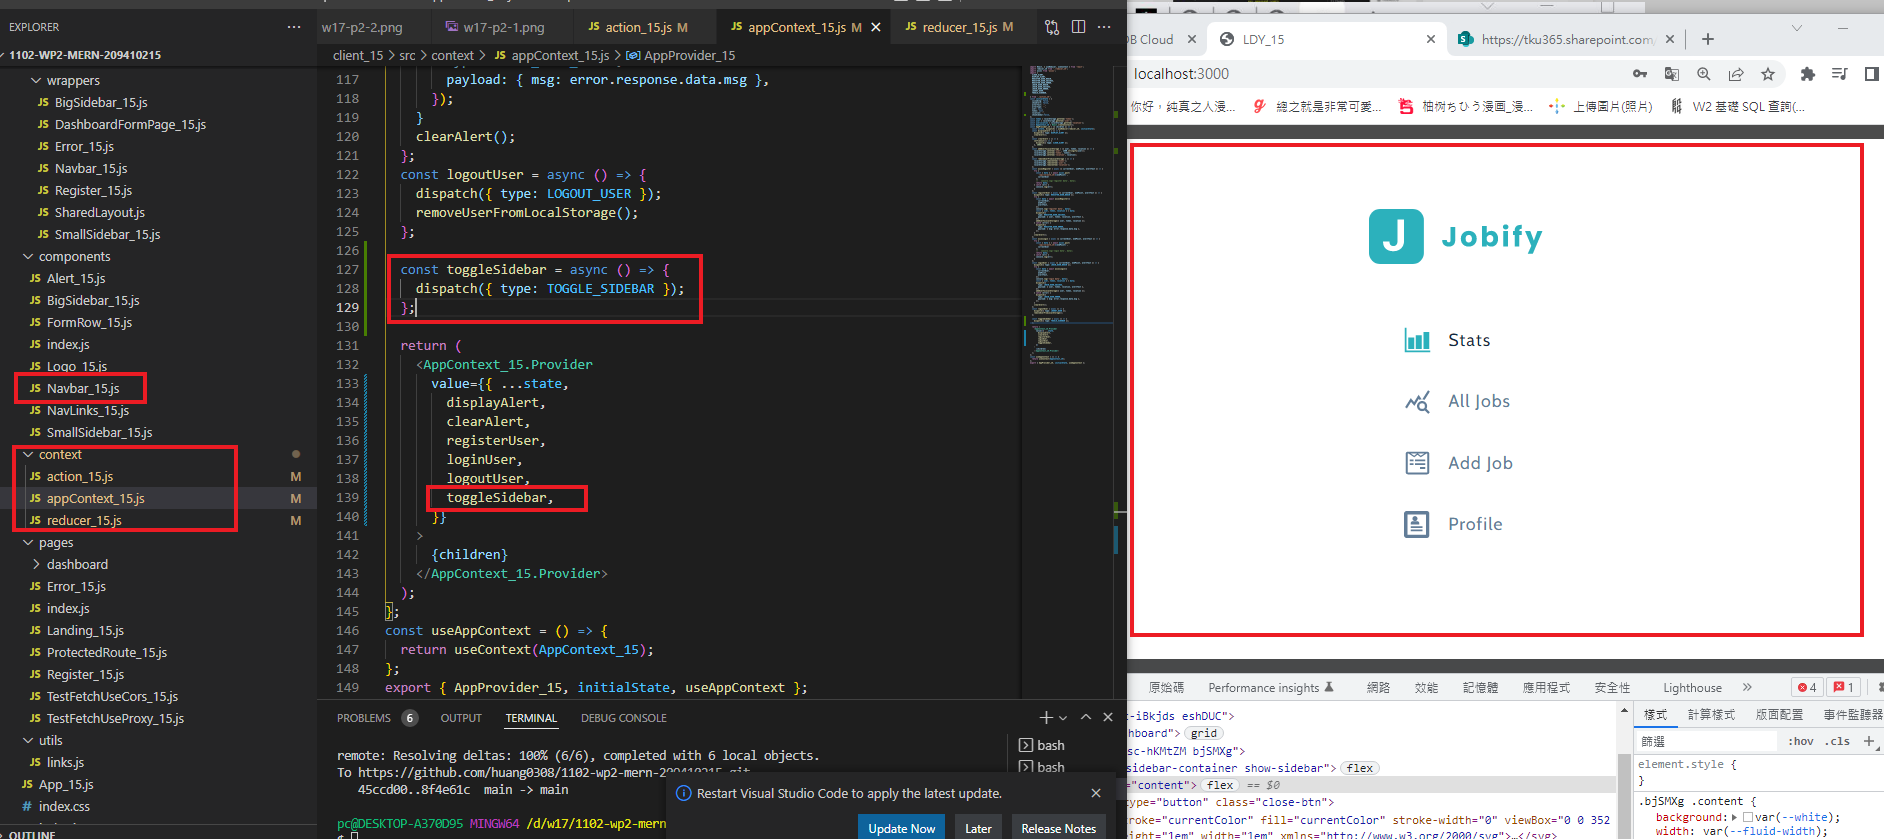 EXPLORER
1102-WP2-MERN-209410215
wrappers
JS BigSidebar_15.js
JS DashboardFormPage_15.js
JS Error_15.js
JS Navbar_15.js
JS Register_15.js
JS SharedLayout.js
JS SmallSidebar_15.js
components
JS Alert_15.js
JS BigSidebar_15.js
JS FormRow_15.js
JS index.js
JS Logo_15.js
JS Navbar_15.js
JS NavLinks_15.js
JS SmallSidebar_15.js
context
JS action_15.js M
JS appContext_15.js M
JS reducer_15.js M
pages
dashboard
JS Error_15.js
JS index.js
JS Landing_15.js
JS ProtectedRoute_15.js
JS Register_15.js
JS TestFetchUseCors_15.js
JS TestFetchUseProxy_15.js
utils
JS links.js
JS App_15.js
# index.css
OUTLINE
w17-p2-2.png w17-p2-1.png JS action_15.js M JS appContext_15.js M JS reducer_15.js M
client_15 > src > context > JS appContext_15.js > AppProvider_15
117 payload: { msg: error.response.data.msg },
118 });
119 }
120 clearAlert();
121 };
122 const logoutUser = async () => {
123 dispatch({ type: LOGOUT_USER });
124 removeUserFromLocalStorage();
125 };
126
127 const toggleSidebar = async () => {
128 dispatch({ type: TOGGLE_SIDEBAR });
129 };
130
131 return (
132 <AppContext_15.Provider
133 value={{ ...state,
134 displayAlert,
135 clearAlert,
136 registerUser,
137 loginUser,
138 logoutUser,
139 toggleSidebar,
140 }}
141 >
142 {children}
143 </AppContext_15.Provider>
144 );
145 };
146 const useAppContext = () => {
147 return useContext(AppContext_15);
148 };
149 export { AppProvider_15, initialState, useAppContext };
PROBLEMS 6 OUTPUT TERMINAL DEBUG CONSOLE
remote: Resolving deltas: 100% (6/6), completed with 6 local objects.
To https://github.com/huang0308/1102-wp2-mern-209410215.git
45ccd00..8f4e61c main -> main
pc@DESKTOP-A370D95 MINGW64 /d/w17/1102-wp2-mern
$
bash
bash
Restart Visual Studio Code to apply the latest update.
Update Now Later Release Notes
DB Cloud LDY_15 https://tku365.sharepoint.com
localhost:3000
你好，純真之人漫... 總之就是非常可愛... 柚树ちひろ漫画_漫... 上傳圖片(照片) W2 基礎 SQL 查詢(...
J Jobify
Stats
All Jobs
Add Job
Profile
原始碼 Performance insights 網路 效能 記憶體 應用程式 安全性 Lighthouse » 4 1
t-iBkjds eshDUC">
hboard"> grid
sc-hKMtZM bjSMXg">
sidebar-container show-sidebar"> flex
="content"> flex == $0
type="button" class="close-btn">
troke="currentColor" fill="currentColor" stroke-width="0" viewBox="0 0 352
eight="1em" width="1em" xmlns="http://www.w3.org/2000/svg">…</svg>
樣式 計算樣式 版面配置 事件監聽器
篩選 :hov .cls
element.style {
}
.bjSMXg .content {
background: var(--white);
width: var(--fluid-width);